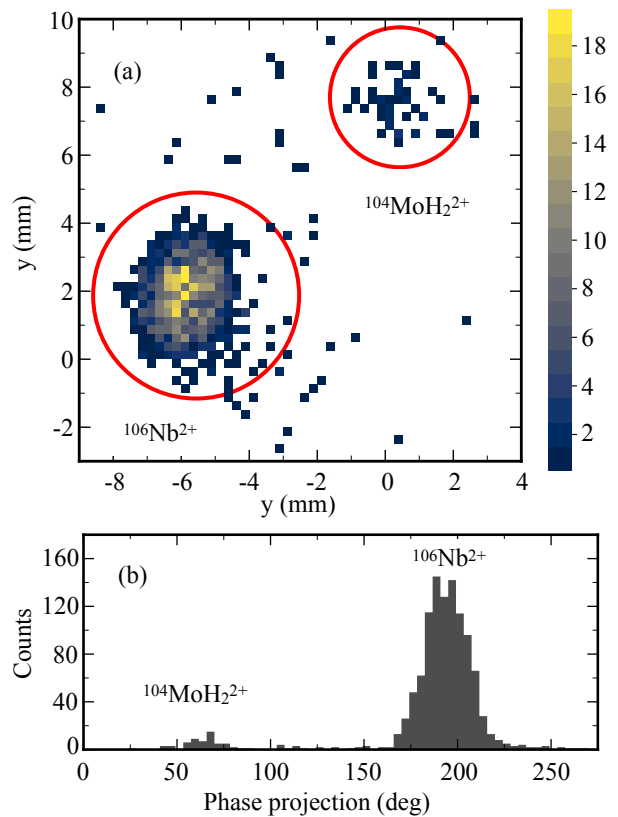 (a)
10
8
6
4
2
0
-2
y (mm)
-8 -6 -4 -2 0 2 4
y (mm)
¹⁰⁴MoH₂²⁺
¹⁰⁶Nb²⁺
18
16
14
12
10
8
6
4
2
(b)
160
120
80
40
0
Counts
¹⁰⁴MoH₂²⁺
¹⁰⁶Nb²⁺
0 50 100 150 200 250
Phase projection (deg)